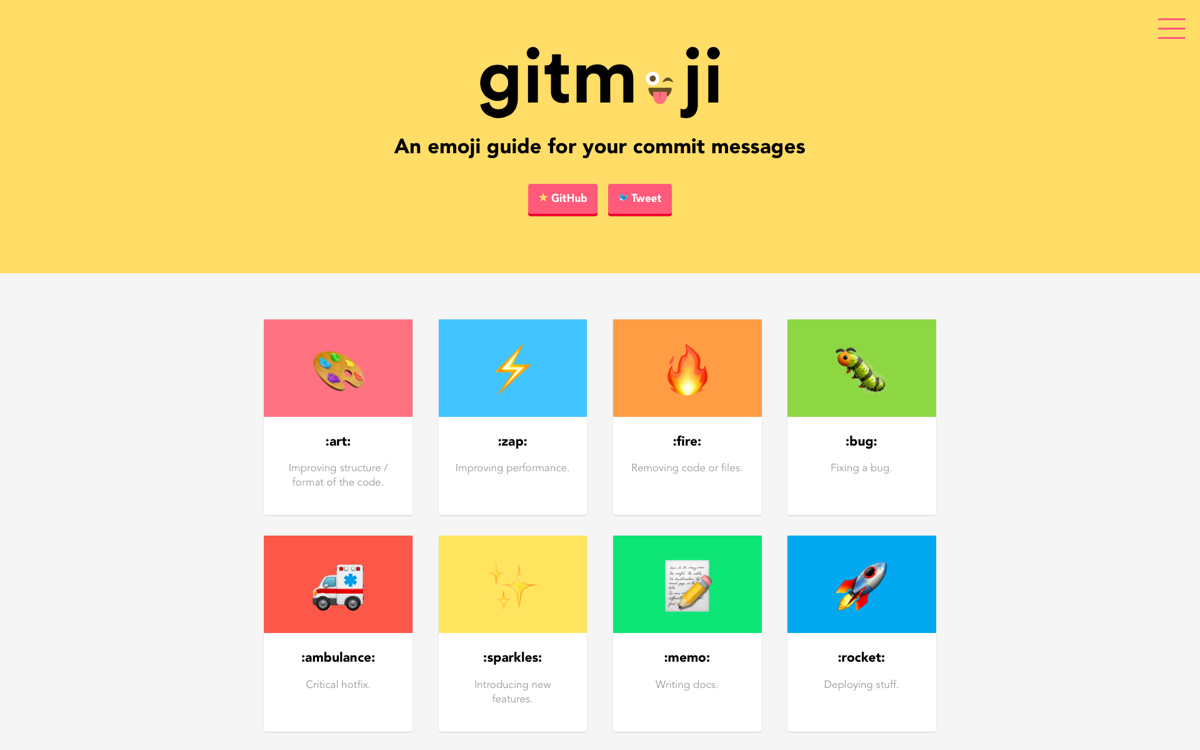 gitmoji
An emoji guide for your commit messages
GitHub
Tweet
:art:
Improving structure /
format of the code.
:zap:
Improving performance.
:fire:
Removing code or files.
:bug:
Fixing a bug.
:ambulance:
Critical hotfix.
:sparkles:
Introducing new
features.
:memo:
Writing docs.
:rocket:
Deploying stuff.